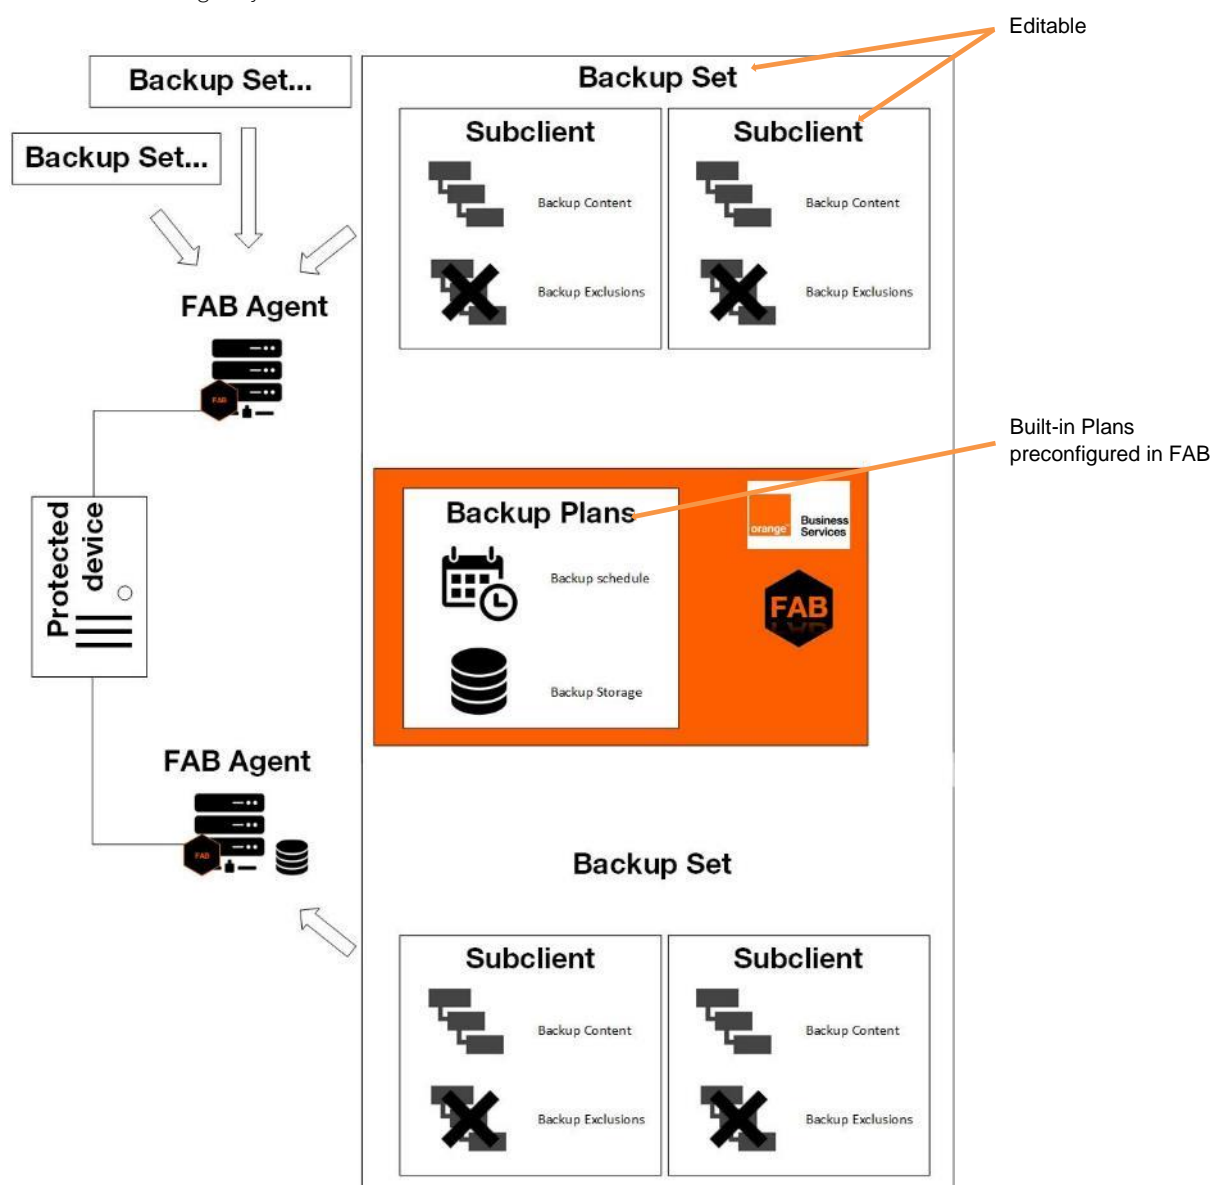 Editable
Backup Set...
Backup Set
Backup Set...
Subclient
Subclient
Backup Content
Backup Content
Backup Exclusions
Backup Exclusions
FAB Agent
FAB
Built-in Plans
preconfigured in FAB
Protected
device
Backup Plans
orange™
Business
Services
Backup schedule
FAB
Backup Storage
FAB Agent
FAB
Backup Set
Subclient
Subclient
Backup Content
Backup Content
Backup Exclusions
Backup Exclusions